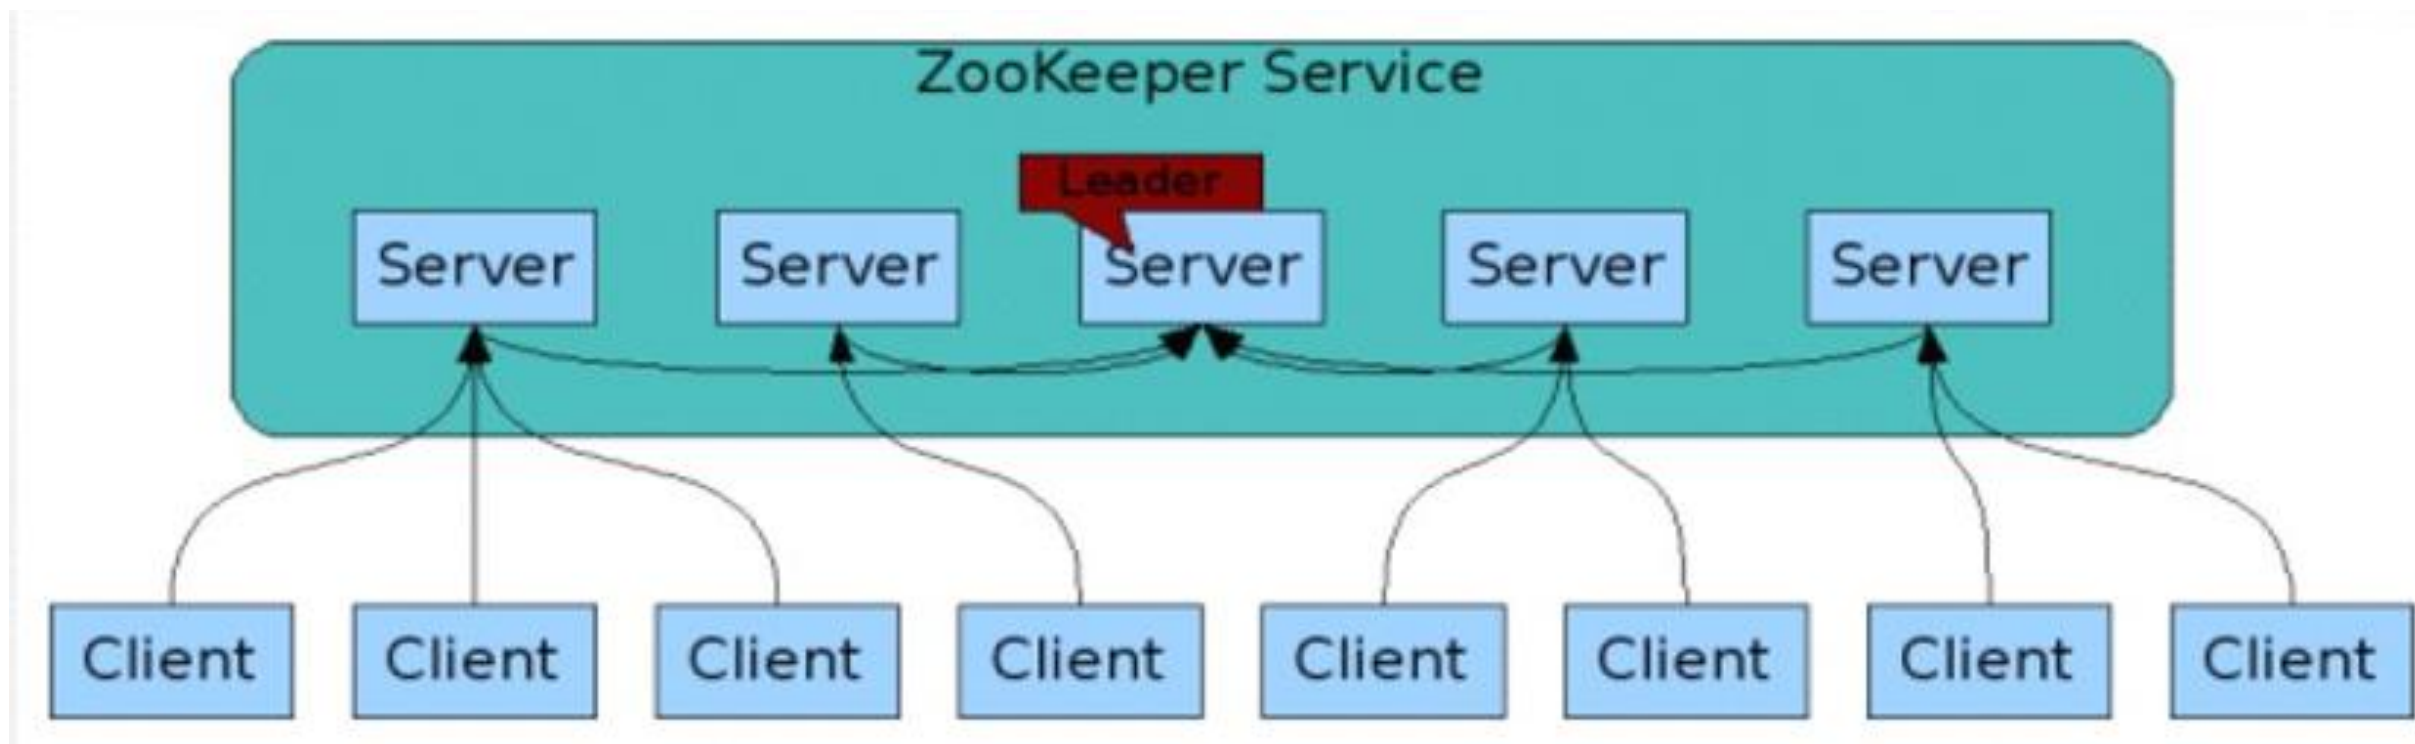 ZooKeeper Service
Leader
Server
Server
Server
Server
Server
Client
Client
Client
Client
Client
Client
Client
Client